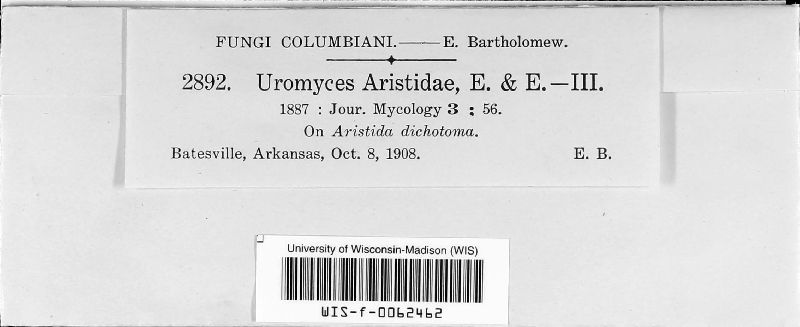 FUNGI COLUMBIANI.——E. Bartholomew.
2892. Uromyces Aristidae, E. & E.—III.
1887 : Jour. Mycology 3 : 56.
On Aristida dichotoma.
Batesville, Arkansas, Oct. 8, 1908. E. B.
University of Wisconsin-Madison (WIS)
WIS-f-0062462